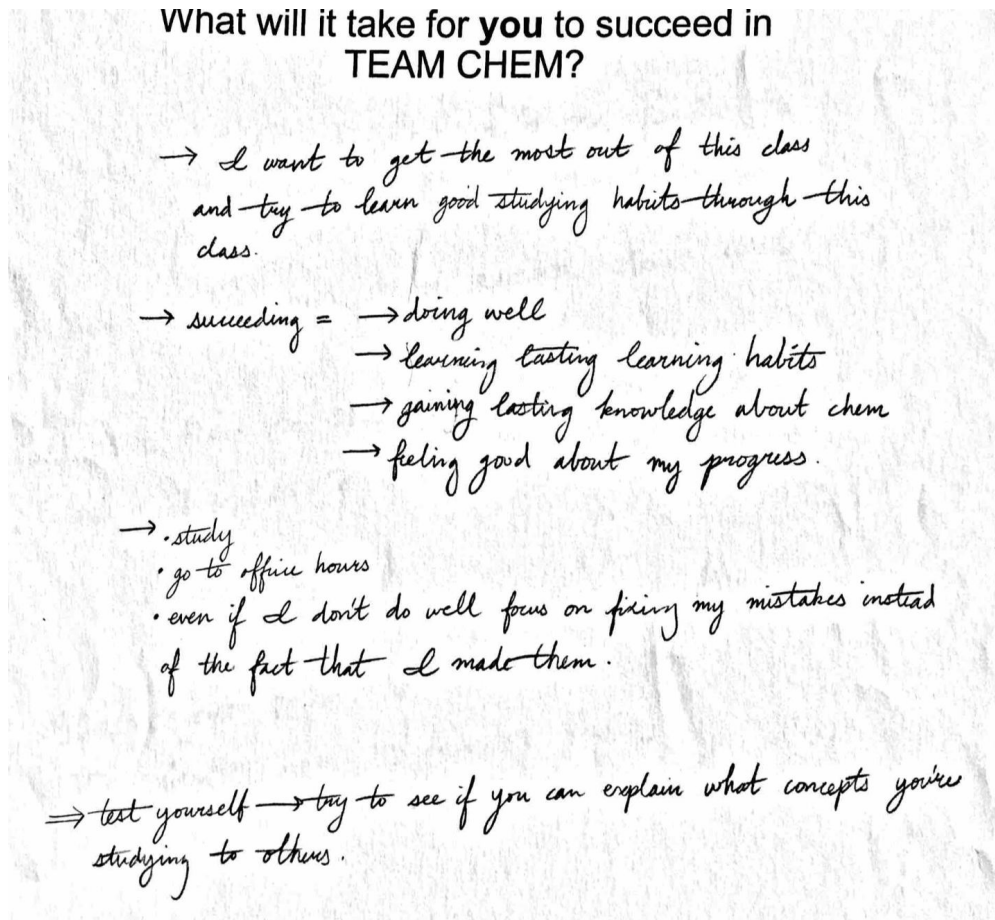 What will it take for you to succeed in
TEAM CHEM?
→ I want to get the most out of this class
and try to learn good studying habits through this
class.
→ succeeding = → doing well
→ learning lasting learning habits
→ gaining lasting knowledge about chem
→ feeling good about my progress.
→ • study
• go to office hours
• even if I don't do well focus on fixing my mistakes instead
of the fact that I made them.
⇒ test yourself → try to see if you can explain what concepts you're
studying to others.